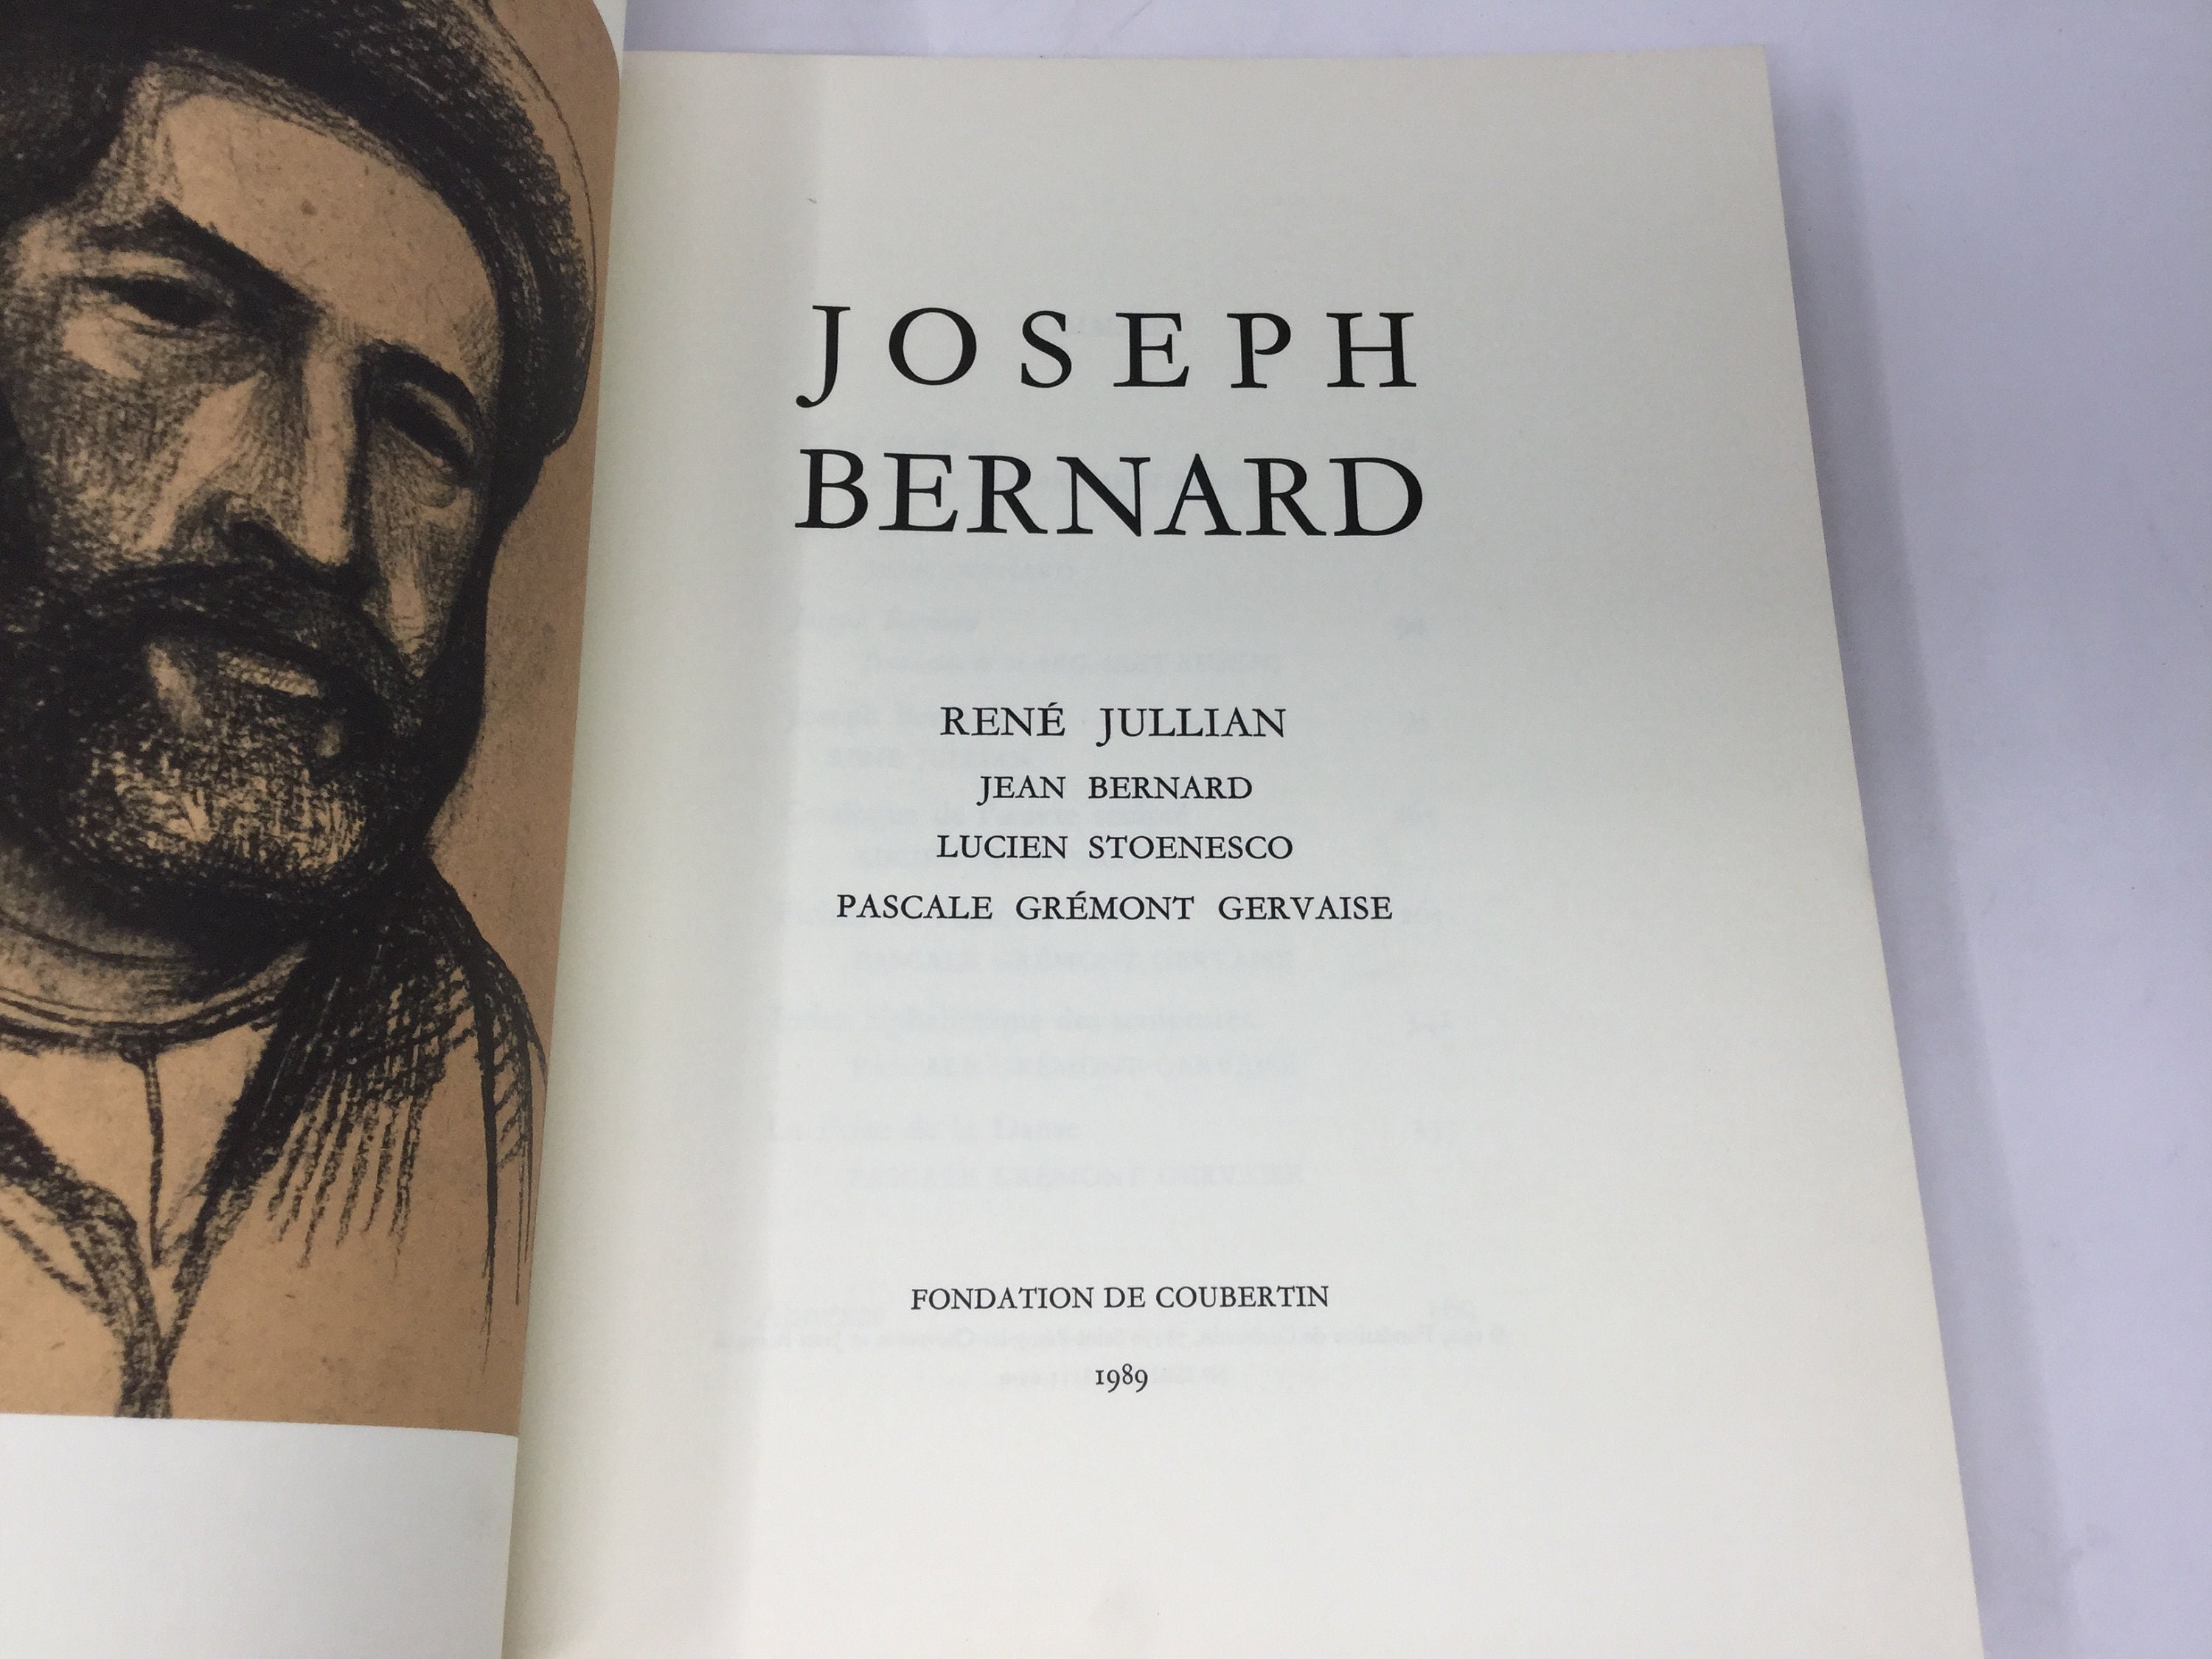 JOSEPH
BERNARD
RENÉ JULLIAN
JEAN BERNARD
LUCIEN STOENESCO
PASCALE GRÉMONT GERVAISE
FONDATION DE COUBERTIN
1989